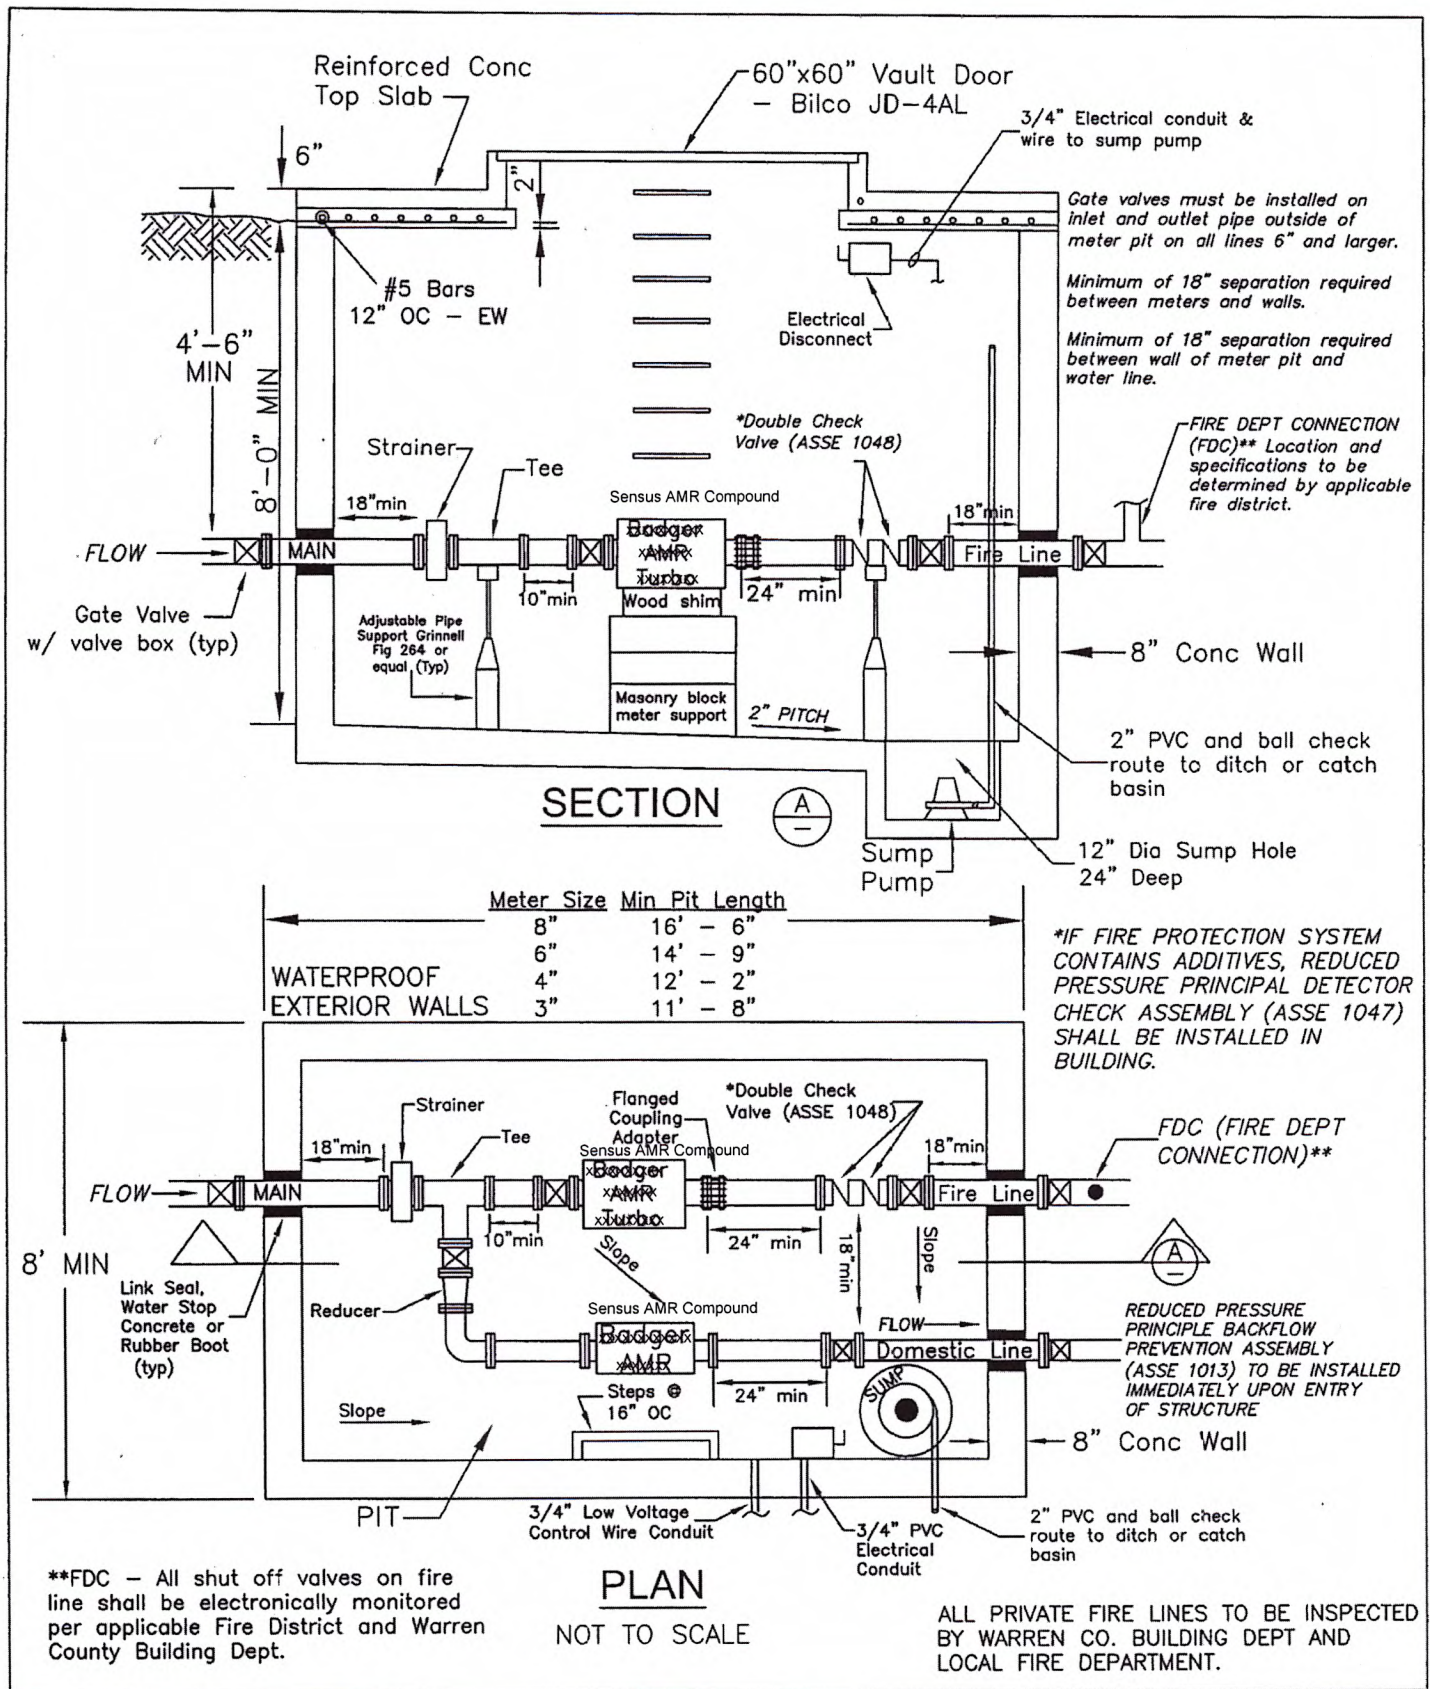 Reinforced Conc
Top Slab
60"x60" Vault Door
- Bilco JD-4AL
3/4" Electrical conduit &
wire to sump pump
6"
2"
Gate valves must be installed on
inlet and outlet pipe outside of
meter pit on all lines 6" and larger.
Minimum of 18" separation required
between meters and walls.
Minimum of 18" separation required
between wall of meter pit and
water line.
#5 Bars
12" OC - EW
Electrical
Disconnect
4'-6"
MIN
8'-0" MIN
*Double Check
Valve (ASSE 1048)
FIRE DEPT CONNECTION
(FDC)** Location and
specifications to be
determined by applicable
fire district.
Strainer
Tee
Sensus AMR Compound
18"min
18"min
FLOW
MAIN
Badger
AMR
Turbo
Fire Line
10"min
Wood shim
24" min
Gate Valve
w/ valve box (typ)
Adjustable Pipe
Support Grinnell
Fig 264 or
equal (Typ)
8" Conc Wall
Masonry block
meter support
2" PITCH
2" PVC and ball check
route to ditch or catch
basin
SECTION
A
-
Sump
Pump
12" Dia Sump Hole
24" Deep
Meter Size Min Pit Length
8" 16' - 6"
6" 14' - 9"
4" 12' - 2"
3" 11' - 8"
WATERPROOF
EXTERIOR WALLS
*IF FIRE PROTECTION SYSTEM
CONTAINS ADDITIVES, REDUCED
PRESSURE PRINCIPAL DETECTOR
CHECK ASSEMBLY (ASSE 1047)
SHALL BE INSTALLED IN
BUILDING.
Strainer
Tee
Flanged
Coupling
Adapter
*Double Check
Valve (ASSE 1048)
FDC (FIRE DEPT
CONNECTION)**
18"min
Sensus AMR Compound
18"min
FLOW
MAIN
Badger
AMR
Turbo
Fire Line
10"min
24" min
18"min
Slope
Slope
8' MIN
A
-
Link Seal,
Water Stop
Concrete or
Rubber Boot
(typ)
Reducer
Sensus AMR Compound
Badger
AMR
FLOW
Domestic Line
REDUCED PRESSURE
PRINCIPLE BACKFLOW
PREVENTION ASSEMBLY
(ASSE 1013) TO BE INSTALLED
IMMEDIATELY UPON ENTRY
OF STRUCTURE
24" min
SUMP
Steps @
16" OC
Slope
8" Conc Wall
PIT
3/4" Low Voltage
Control Wire Conduit
3/4" PVC
Electrical
Conduit
2" PVC and ball check
route to ditch or catch
basin
**FDC - All shut off valves on fire
line shall be electronically monitored
per applicable Fire District and Warren
County Building Dept.
PLAN
NOT TO SCALE
ALL PRIVATE FIRE LINES TO BE INSPECTED
BY WARREN CO. BUILDING DEPT AND
LOCAL FIRE DEPARTMENT.